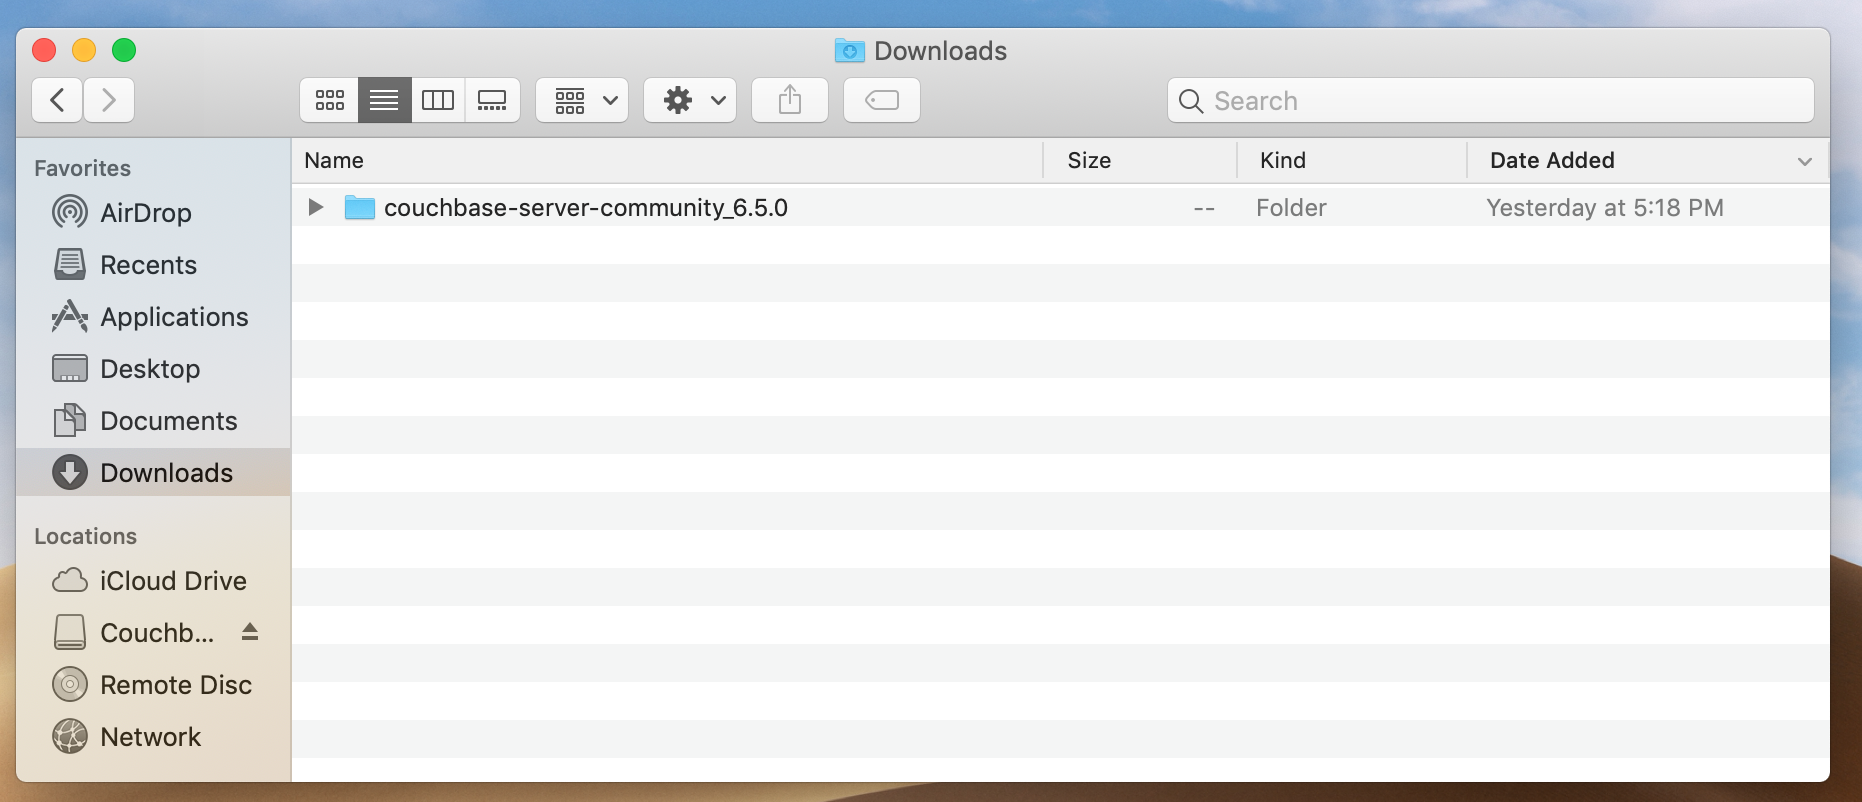 Downloads
Search
Favorites
AirDrop
Recents
Applications
Desktop
Documents
Downloads
Locations
iCloud Drive
Couchb...
Remote Disc
Network
Name Size Kind Date Added
couchbase-server-community_6.5.0 -- Folder Yesterday at 5:18 PM